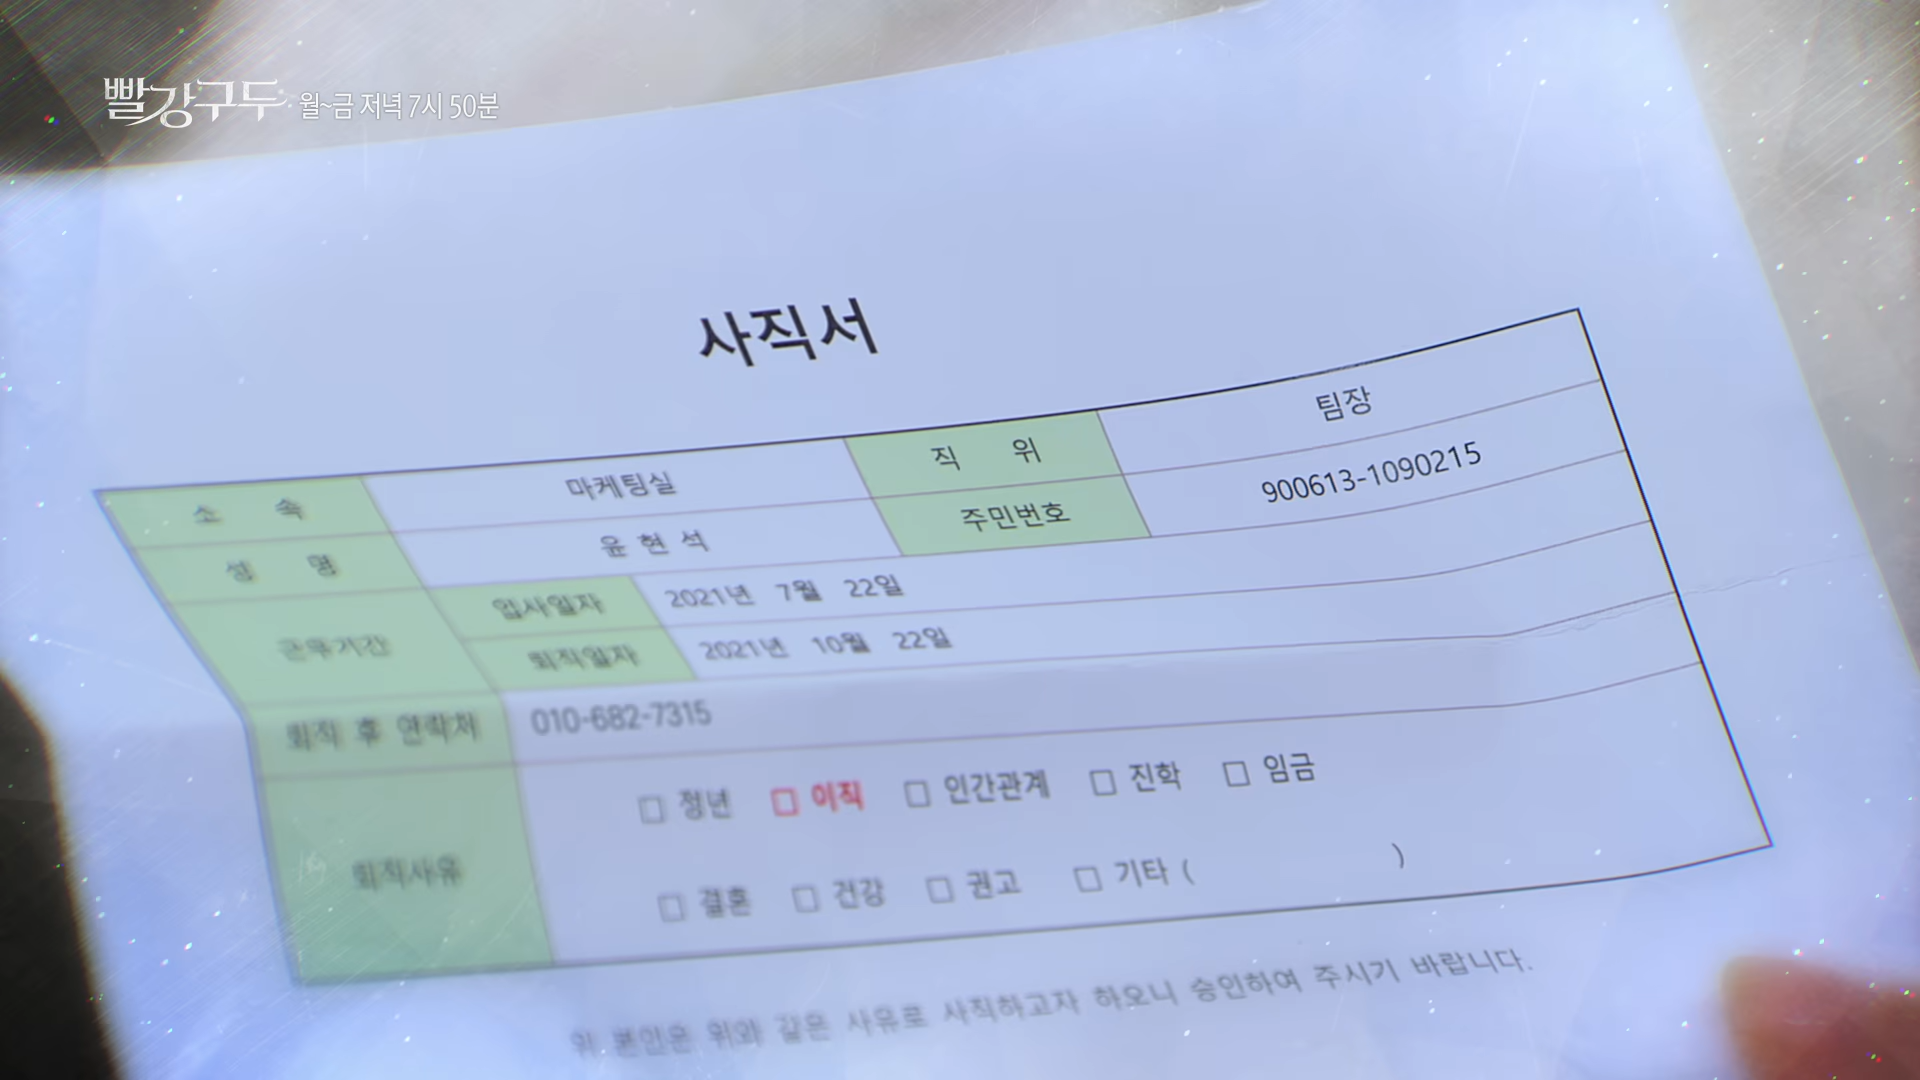 빨강구두 월~금 저녁 7시 50분
사직서
소 속 마케팅실 직 위 팀장
성 명 윤 현 석 주민번호 900613-1090215
근무기간 입사일자 2021년 7월 22일
퇴직일자 2021년 10월 22일
퇴직 후 연락처 010-682-7315
퇴직사유 □ 정년 □ 이직 □ 인간관계 □ 진학 □ 임금
□ 결혼 □ 건강 □ 권고 □ 기타 ( )
위 본인은 위와 같은 사유로 사직하고자 하오니 승인하여 주시기 바랍니다.